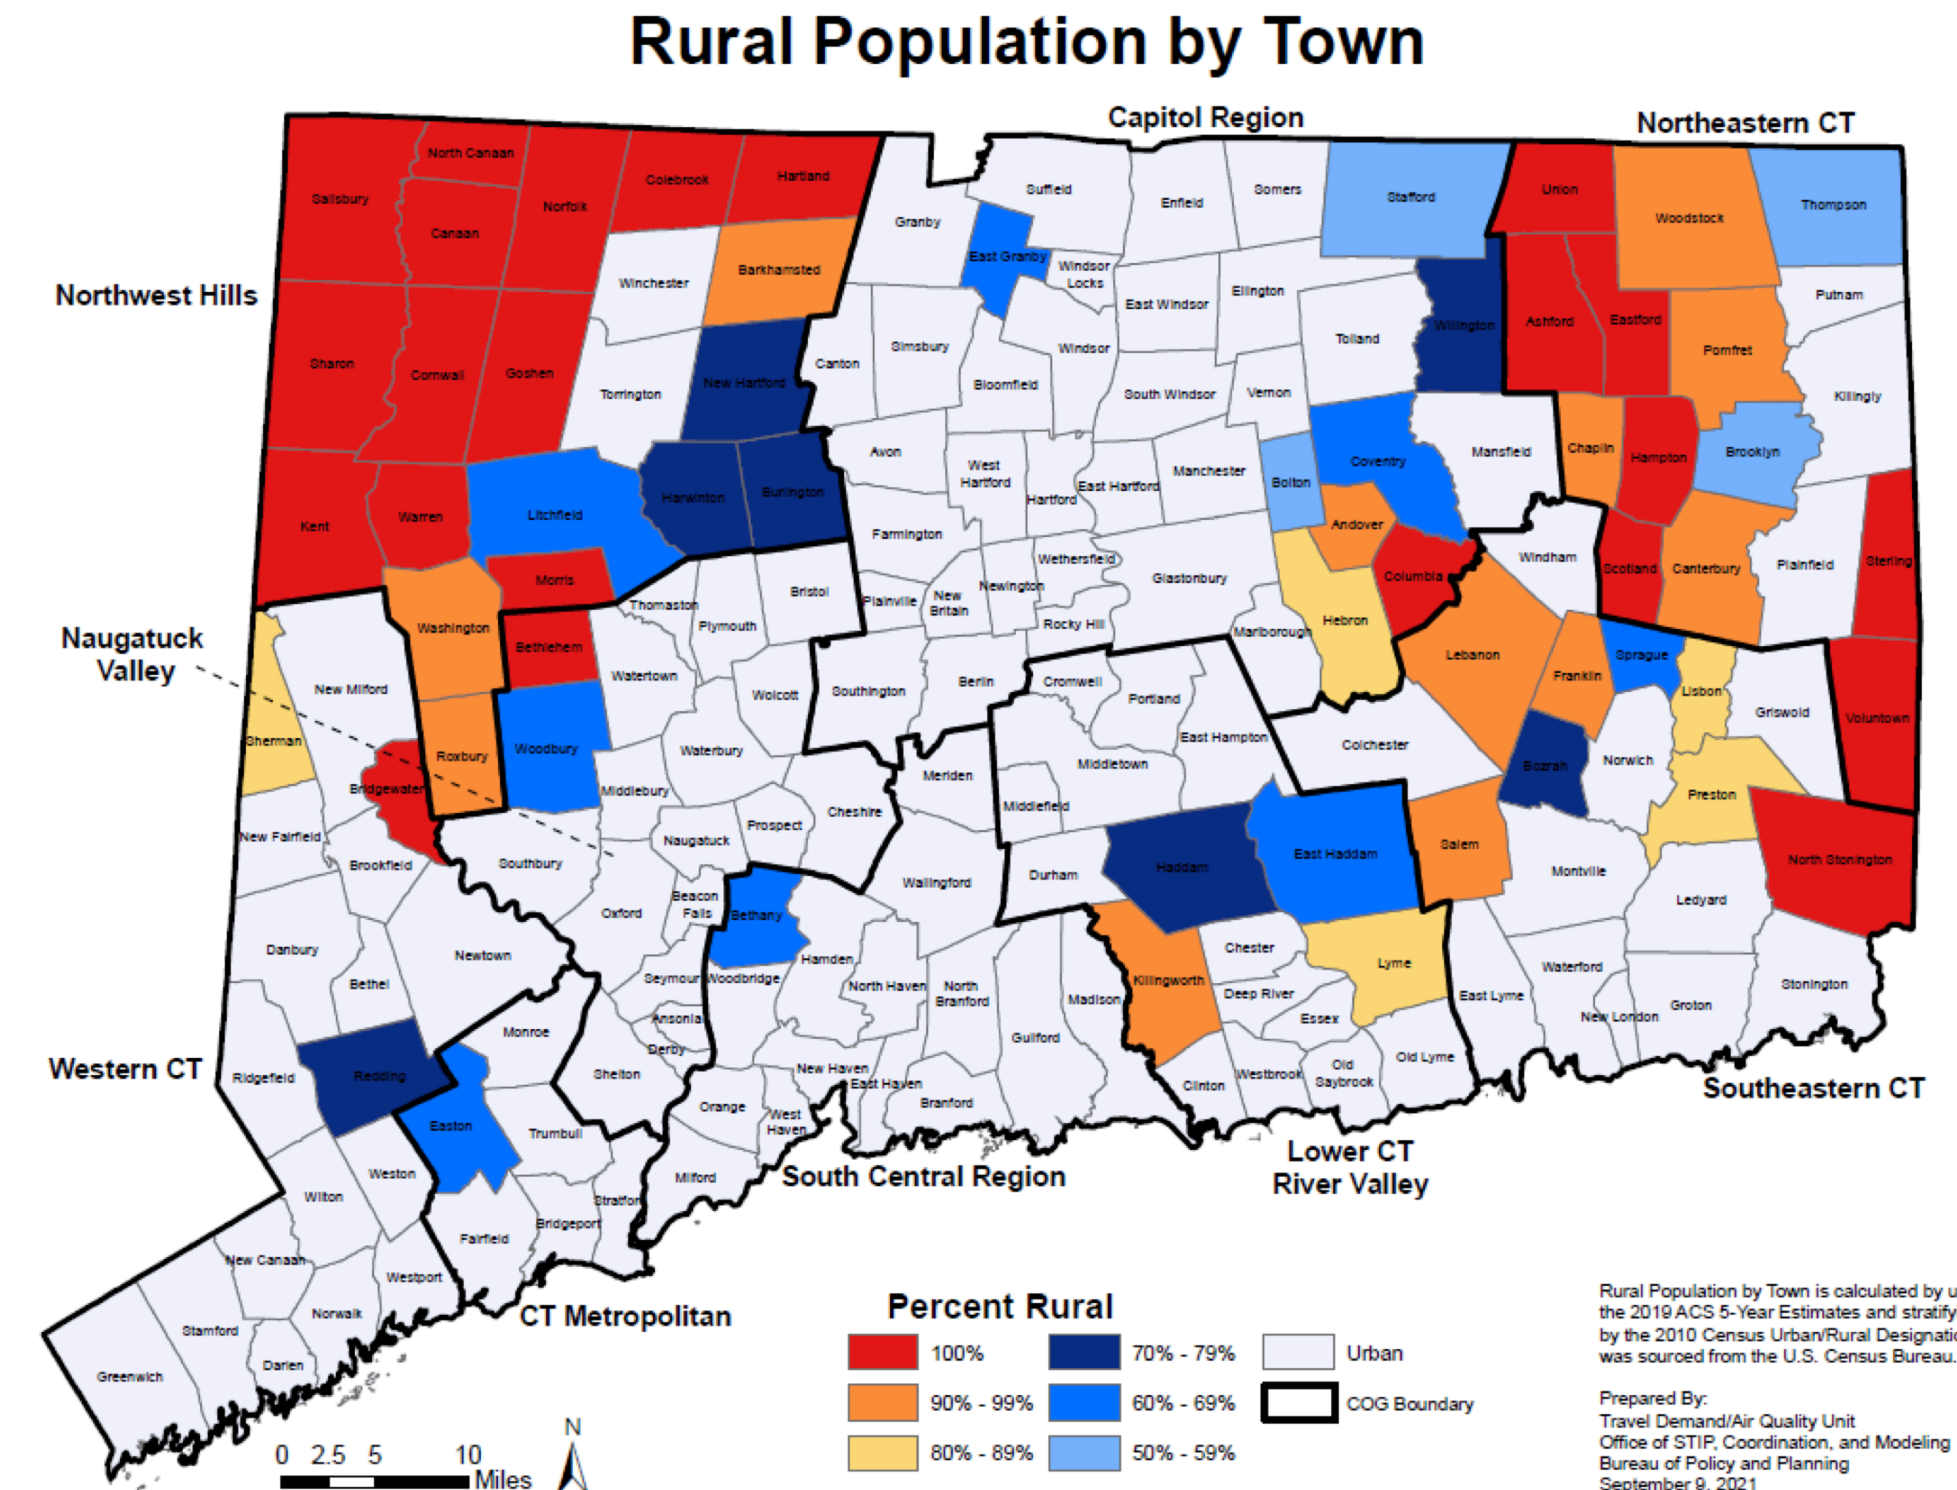 Rural Population by Town
Capitol Region
Northeastern CT
Northwest Hills
Naugatuck
Valley
Western CT
CT Metropolitan
South Central Region
Lower CT
River Valley
Southeastern CT
North Canaan
Salisbury
Canaan
Norfolk
Colebrook
Hartland
Winchester
Barkhamsted
Sharon
Cornwall
Goshen
Torrington
New Hartford
Kent
Warren
Litchfield
Harwinton
Burlington
Morris
Washington
Roxbury
Granby
Suffield
East Granby
Windsor
Locks
Enfield
Somers
Stafford
East Windsor
Ellington
Tolland
Willington
Canton
Simsbury
Bloomfield
Windsor
South Windsor
Vernon
Avon
West
Hartford
Hartford
East Hartford
Manchester
Bolton
Coventry
Mansfield
Andover
Columbia
Hebron
Marlborough
Glastonbury
Farmington
Wethersfield
Newington
New
Britain
Plainville
Rocky Hill
Southington
Berlin
Union
Woodstock
Thompson
Putnam
Ashford
Eastford
Pomfret
Killingly
Chaplin
Hampton
Brooklyn
Scotland
Canterbury
Plainfield
Sterling
Voluntown
Windham
Lebanon
Franklin
Sprague
Lisbon
Griswold
Colchester
Bozrah
Norwich
Preston
Salem
Montville
Ledyard
North Stonington
East Lyme
Waterford
New London
Groton
Stonington
Thomaston
Plymouth
Bristol
Bethlehem
Watertown
Wolcott
Woodbury
Waterbury
Middlebury
Cheshire
Prospect
Naugatuck
Southbury
Oxford
Beacon
Falls
Seymour
Ansonia
Derby
Shelton
Sherman
New Milford
Bridgewater
New Fairfield
Brookfield
Danbury
Bethel
Newtown
Ridgefield
Redding
Weston
Wilton
New Canaan
Norwalk
Westport
Stamford
Darien
Greenwich
Monroe
Easton
Trumbull
Stratford
Bridgeport
Fairfield
Meriden
Wallingford
Bethany
Woodbridge
Hamden
North Haven
North
Branford
Guilford
Madison
New Haven
East Haven
Branford
Orange
West
Haven
Milford
Cromwell
Portland
East Hampton
Middletown
Middlefield
Durham
Haddam
East Haddam
Killingworth
Chester
Deep River
Essex
Lyme
Clinton
Westbrook
Old
Saybrook
Old Lyme
Percent Rural
100%
70% - 79%
Urban
90% - 99%
60% - 69%
COG Boundary
80% - 89%
50% - 59%
0 2.5 5 10
Miles
N
Rural Population by Town is calculated by u
the 2019 ACS 5-Year Estimates and stratify
by the 2010 Census Urban/Rural Designatio
was sourced from the U.S. Census Bureau.
Prepared By:
Travel Demand/Air Quality Unit
Office of STIP, Coordination, and Modeling
Bureau of Policy and Planning
September 9, 2021